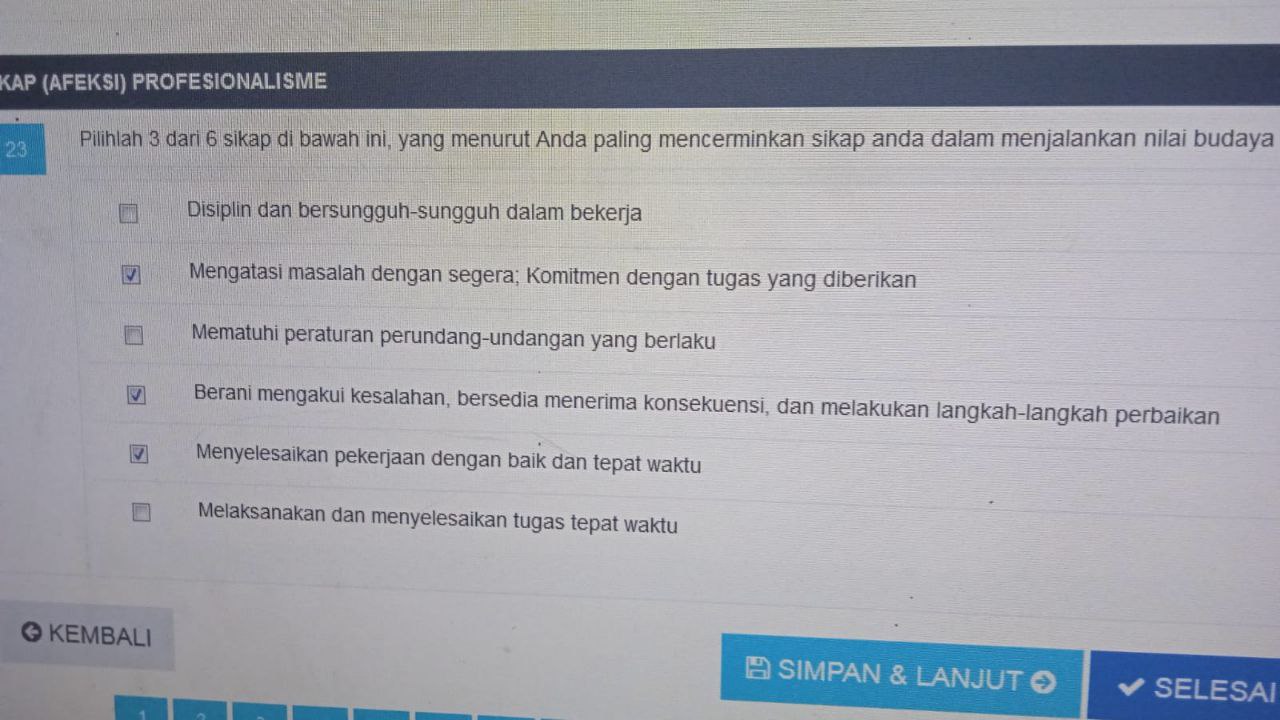 KAP (AFEKSI) PROFESIONALISME
23
Pilihlah 3 dari 6 sikap di bawah ini, yang menurut Anda paling mencerminkan sikap anda dalam menjalankan nilai budaya
Disiplin dan bersungguh-sungguh dalam bekerja
Mengatasi masalah dengan segera; Komitmen dengan tugas yang diberikan
Mematuhi peraturan perundang-undangan yang berlaku
Berani mengakui kesalahan, bersedia menerima konsekuensi, dan melakukan langkah-langkah perbaikan
Menyelesaikan pekerjaan dengan baik dan tepat waktu
Melaksanakan dan menyelesaikan tugas tepat waktu
KEMBALI
SIMPAN & LANJUT
SELESAI
1 2